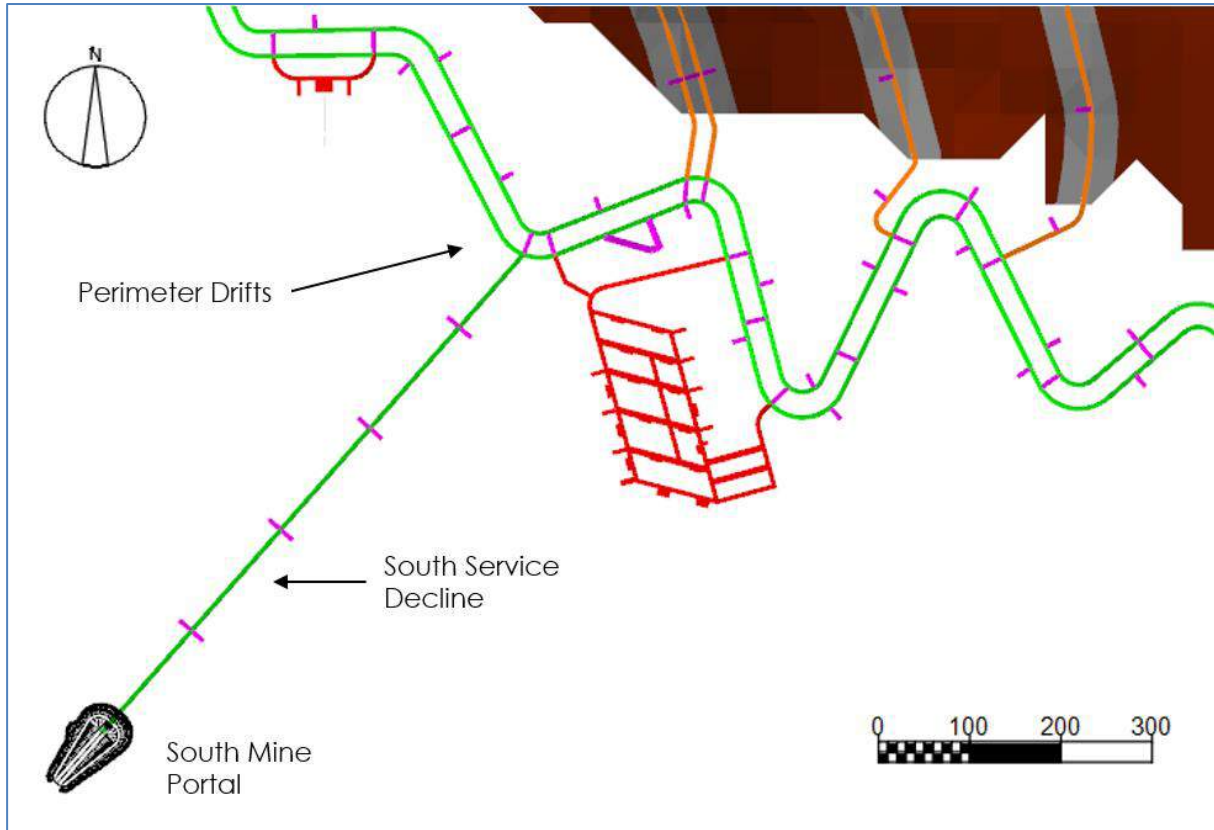 N
Perimeter Drifts
South Service
Decline
South Mine
Portal
0 100 200 300